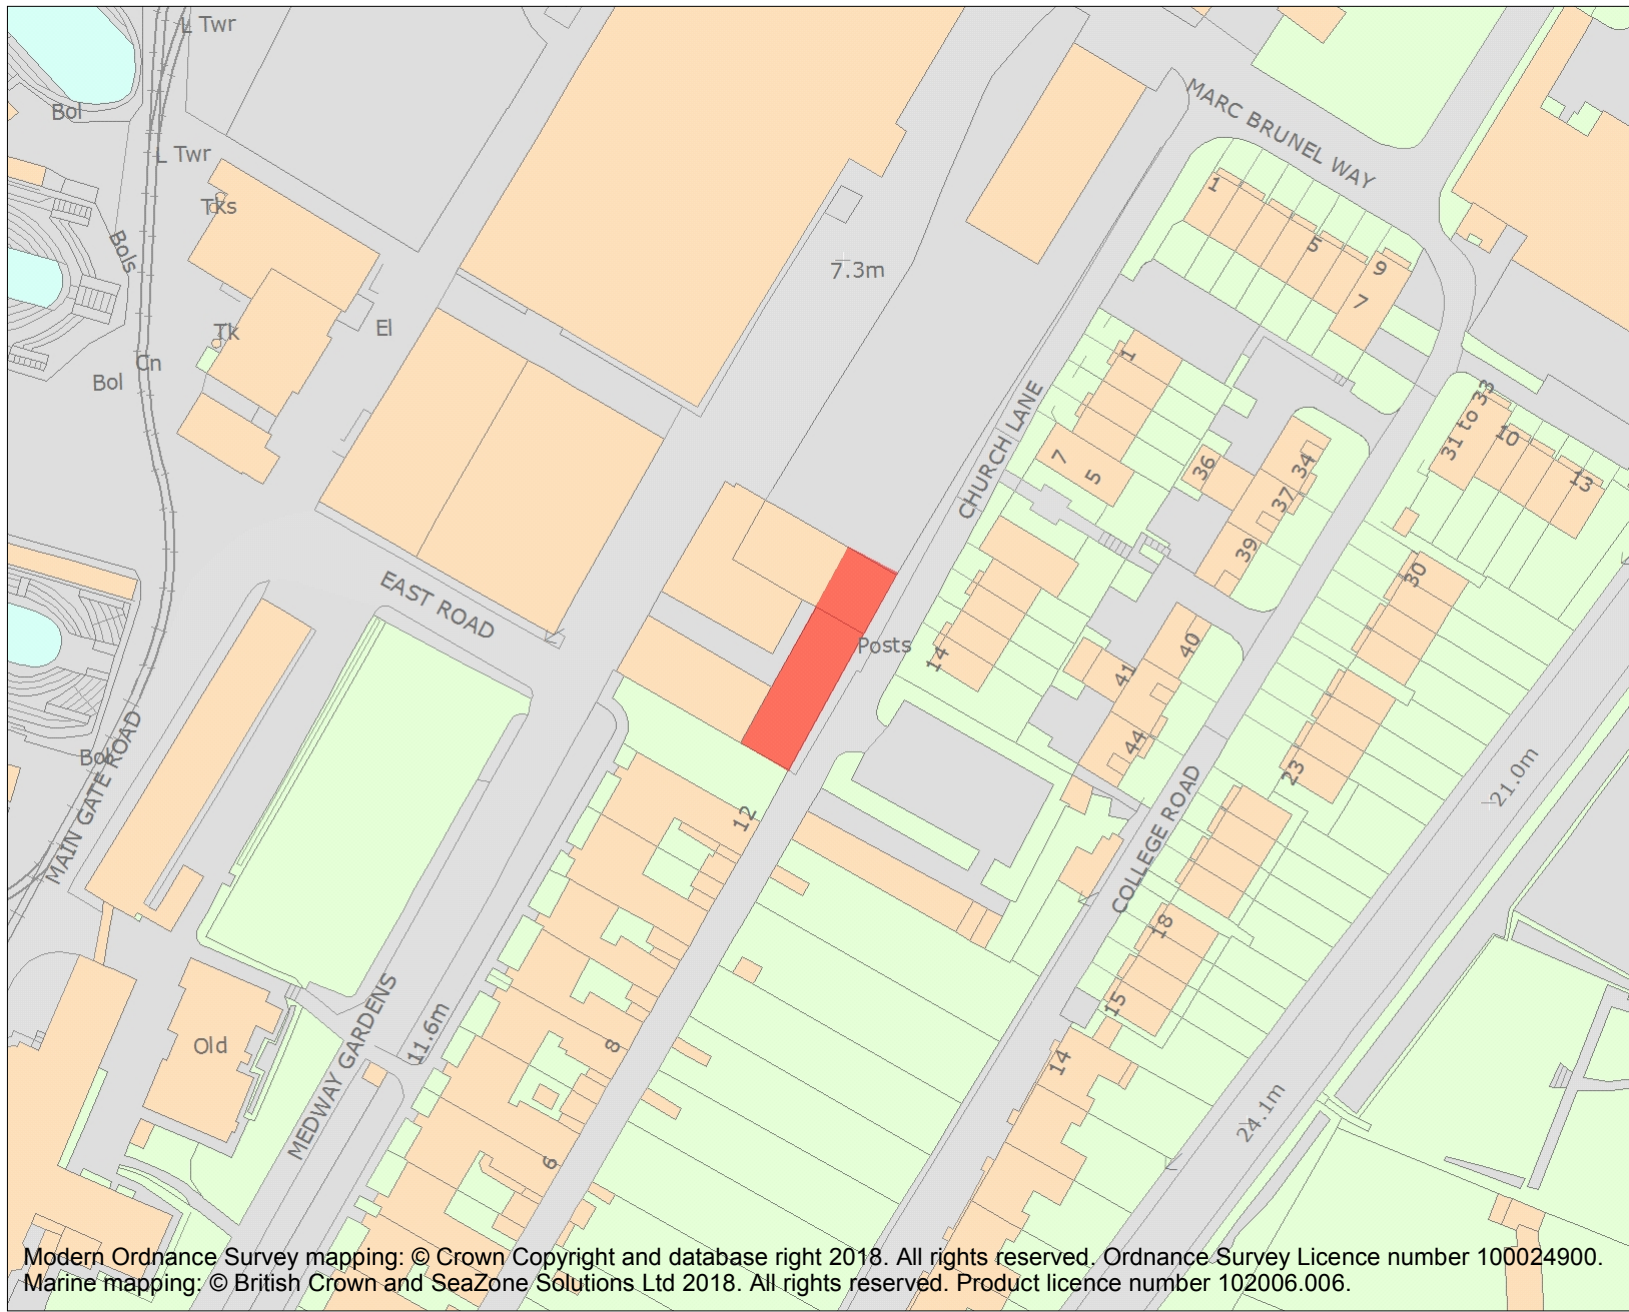 L Twr
Bol
L Twr
MARC BRUNEL WAY
1
Tks
Bols
5
9
7.3m
7
Tk
El
Cn
Bol
1
CHURCH LANE
31 to 33
10
7
5
36
34
37
13
39
30
EAST ROAD
Posts
14
40
41
44
23
21.0m
Bol
MAIN GATE ROAD
12
COLLEGE ROAD
18
15
Old
11.6m
8
14
MEDWAY GARDENS
24.1m
6
Modern Ordnance Survey mapping: © Crown Copyright and database right 2018. All rights reserved. Ordnance Survey Licence number 100024900.
Marine mapping: © British Crown and SeaZone Solutions Ltd 2018. All rights reserved. Product licence number 102006.006.